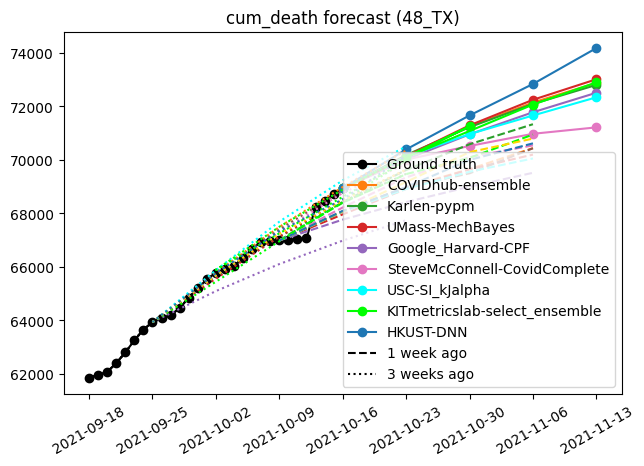 cum_death forecast (48_TX)
74000
72000
70000
68000
66000
64000
62000
Ground truth
COVIDhub-ensemble
Karlen-pypm
UMass-MechBayes
Google_Harvard-CPF
SteveMcConnell-CovidComplete
USC-SI_kJalpha
KITmetricslab-select_ensemble
HKUST-DNN
1 week ago
3 weeks ago
2021-09-18
2021-09-25
2021-10-02
2021-10-09
2021-10-16
2021-10-23
2021-10-30
2021-11-06
2021-11-13